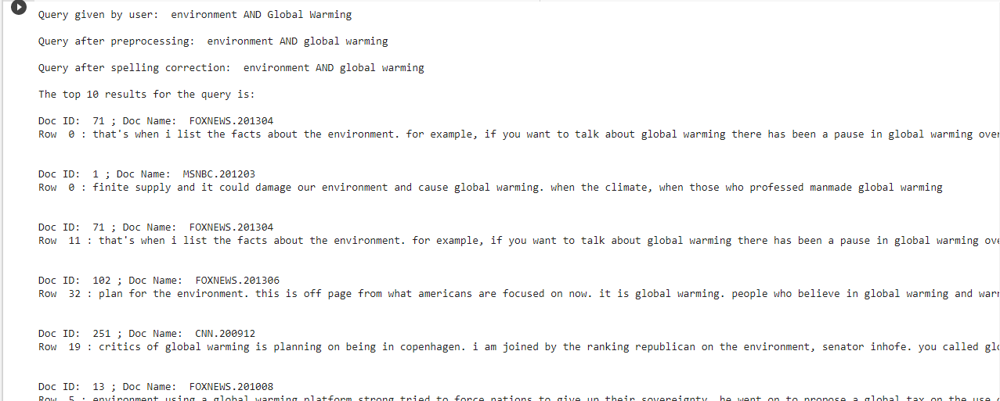 Query given by user:  environment AND Global Warming
Query after preprocessing:  environment AND global warming
Query after spelling correction:  environment AND global warming
The top 10 results for the query is:
Doc ID:  71 ; Doc Name:  FOXNEWS.201304
Row  0 : that's when i list the facts about the environment. for example, if you want to talk about global warming there has been a pause in global warming over
Doc ID:  1 ; Doc Name:  MSNBC.201203
Row  0 : finite supply and it could damage our environment and cause global warming. when the climate, when those who professed manmade global warming
Doc ID:  71 ; Doc Name:  FOXNEWS.201304
Row  11 : that's when i list the facts about the environment. for example, if you want to talk about global warming there has been a pause in global warming ove
Doc ID:  102 ; Doc Name:  FOXNEWS.201306
Row  32 : plan for the environment. this is off page from what americans are focused on now. it is global warming. people who believe in global warming and
Doc ID:  251 ; Doc Name:  CNN.200912
Row  19 : critics of global warming is planning on being in copenhagen. i am joined by the ranking republican on the environment, senator inhofe. you called
Doc ID:  13 ; Doc Name:  FOXNEWS.201008
Row  5 : environment using a global warming platform strong tried to force nations to give up their sovereignty. he went on to propose a global tax on the use